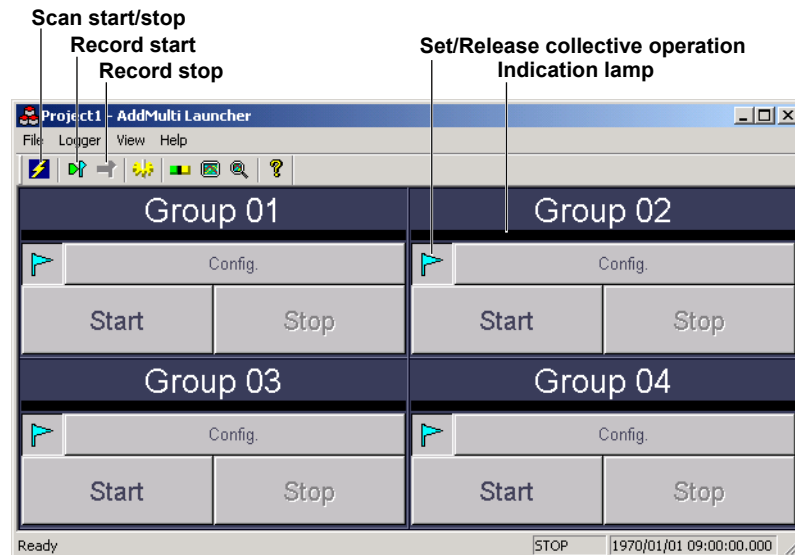 Scan start/stop
Record start
Record stop
Set/Release collective operation
Indication lamp
Project1 - AddMulti Launcher
File Logger View Help
Group 01
Group 02
Config.
Config.
Start Stop
Start Stop
Group 03
Group 04
Config.
Config.
Start Stop
Start Stop
Ready
STOP
1970/01/01 09:00:00.000